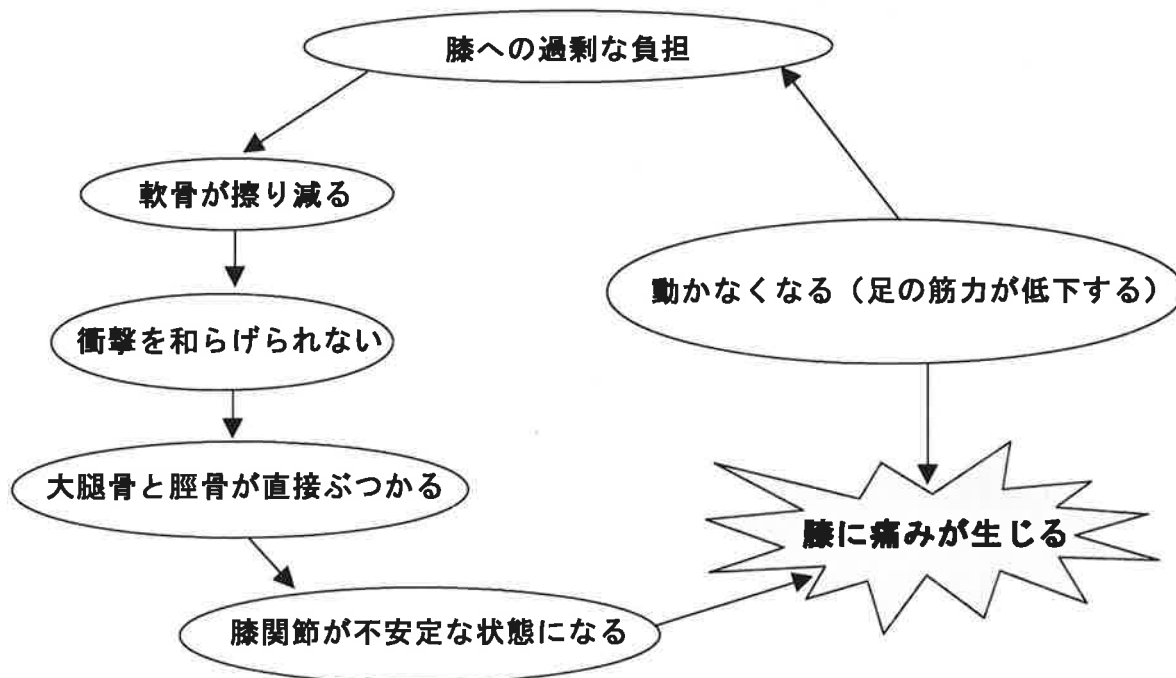 膝への過剰な負担
軟骨が擦り減る
動かなくなる（足の筋力が低下する）
衝撃を和らげられない
大腿骨と脛骨が直接ぶつかる
膝に痛みが生じる
膝関節が不安定な状態になる